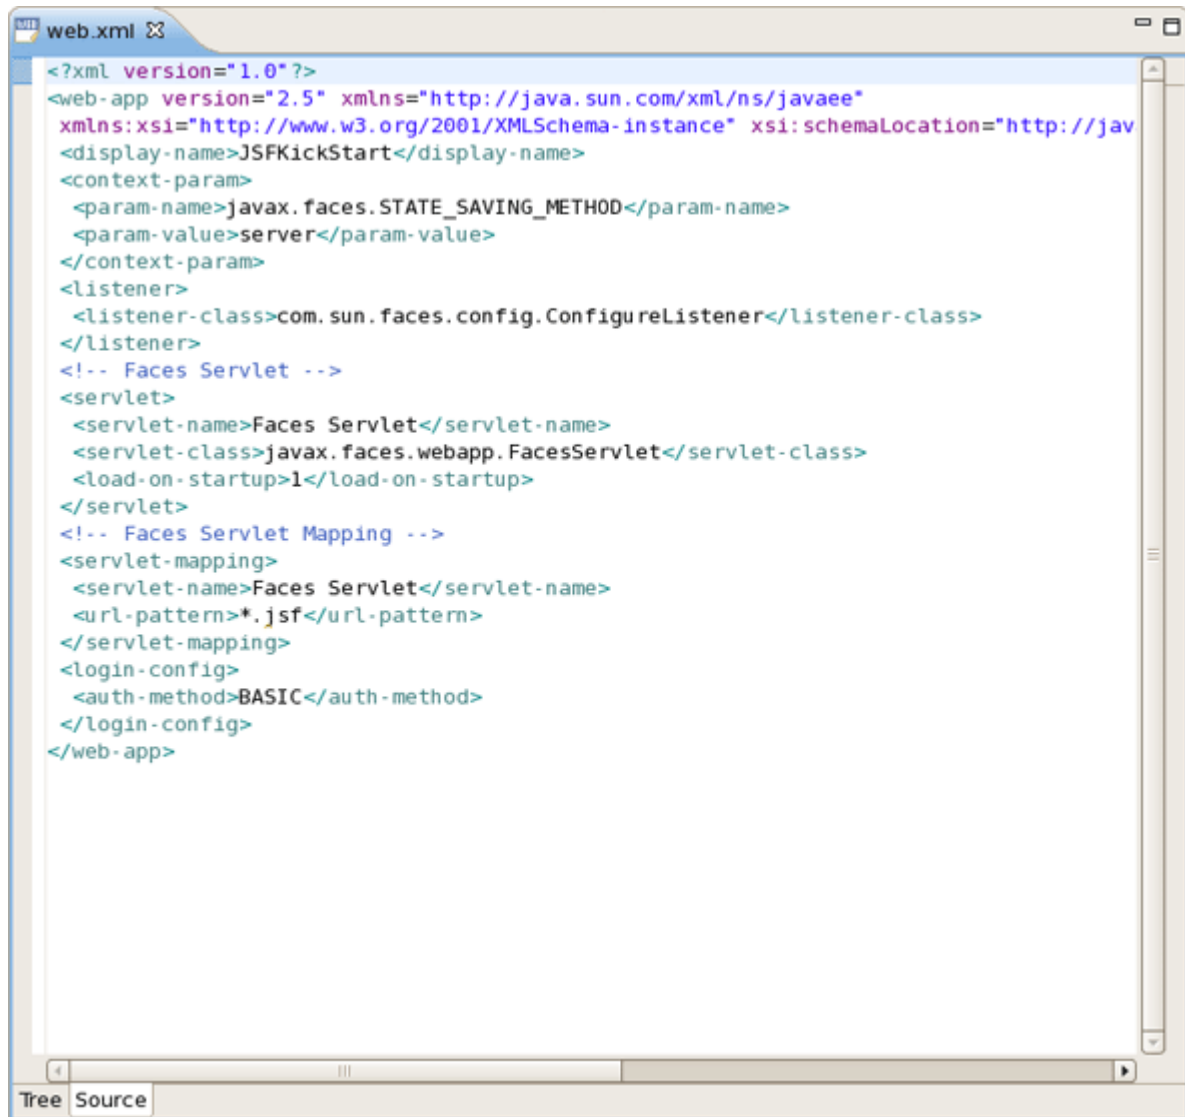 web.xml
<?xml version="1.0"?>
<web-app version="2.5" xmlns="http://java.sun.com/xml/ns/javaee"
 xmlns:xsi="http://www.w3.org/2001/XMLSchema-instance" xsi:schemaLocation="http://jav
 <display-name>JSFKickStart</display-name>
 <context-param>
  <param-name>javax.faces.STATE_SAVING_METHOD</param-name>
  <param-value>server</param-value>
 </context-param>
 <listener>
  <listener-class>com.sun.faces.config.ConfigureListener</listener-class>
 </listener>
 <!-- Faces Servlet -->
 <servlet>
  <servlet-name>Faces Servlet</servlet-name>
  <servlet-class>javax.faces.webapp.FacesServlet</servlet-class>
  <load-on-startup>1</load-on-startup>
 </servlet>
 <!-- Faces Servlet Mapping -->
 <servlet-mapping>
  <servlet-name>Faces Servlet</servlet-name>
  <url-pattern>*.jsf</url-pattern>
 </servlet-mapping>
 <login-config>
  <auth-method>BASIC</auth-method>
 </login-config>
</web-app>
Tree Source